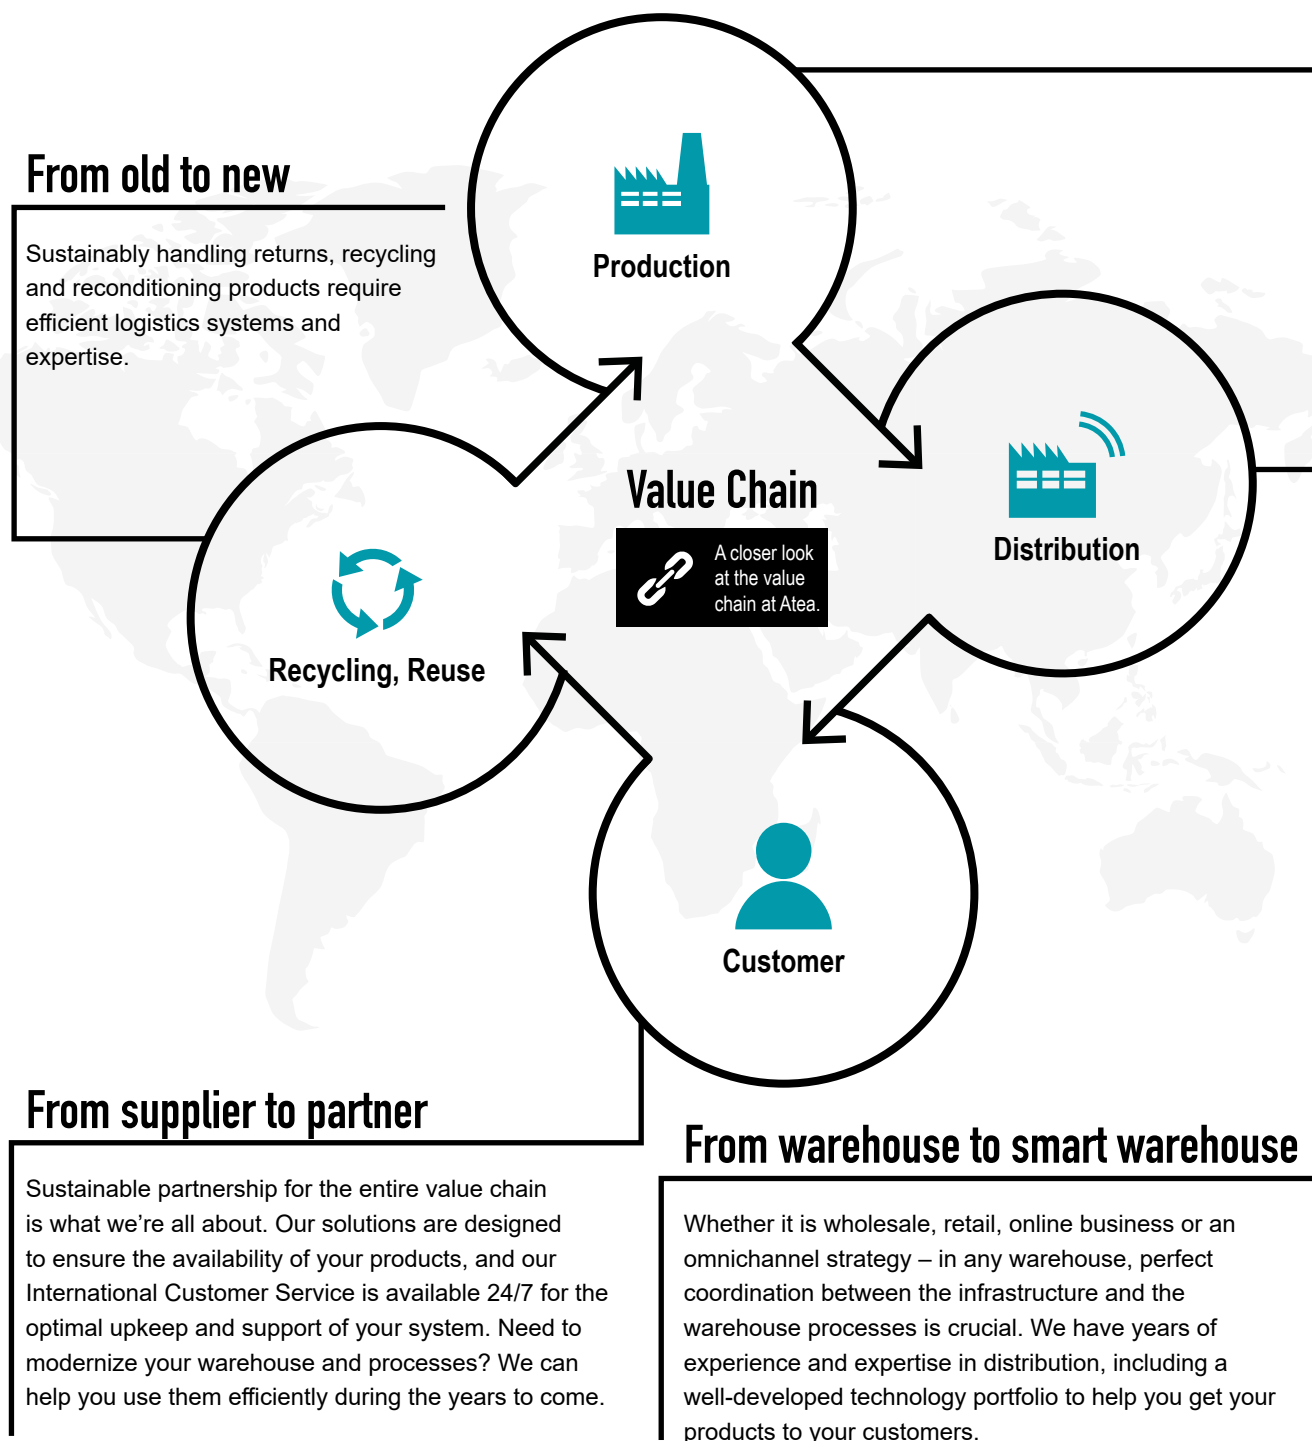 Production
From old to new
Sustainably handling returns, recycling
and reconditioning products require
efficient logistics systems and
expertise.
Value Chain
A closer look
at the value
chain at Atea.
Distribution
Recycling, Reuse
Customer
From supplier to partner
Sustainable partnership for the entire value chain
is what we’re all about. Our solutions are designed
to ensure the availability of your products, and our
International Customer Service is available 24/7 for the
optimal upkeep and support of your system. Need to
modernize your warehouse and processes? We can
help you use them efficiently during the years to come.
From warehouse to smart warehouse
Whether it is wholesale, retail, online business or an
omnichannel strategy – in any warehouse, perfect
coordination between the infrastructure and the
warehouse processes is crucial. We have years of
experience and expertise in distribution, including a
well-developed technology portfolio to help you get your
products to your customers.